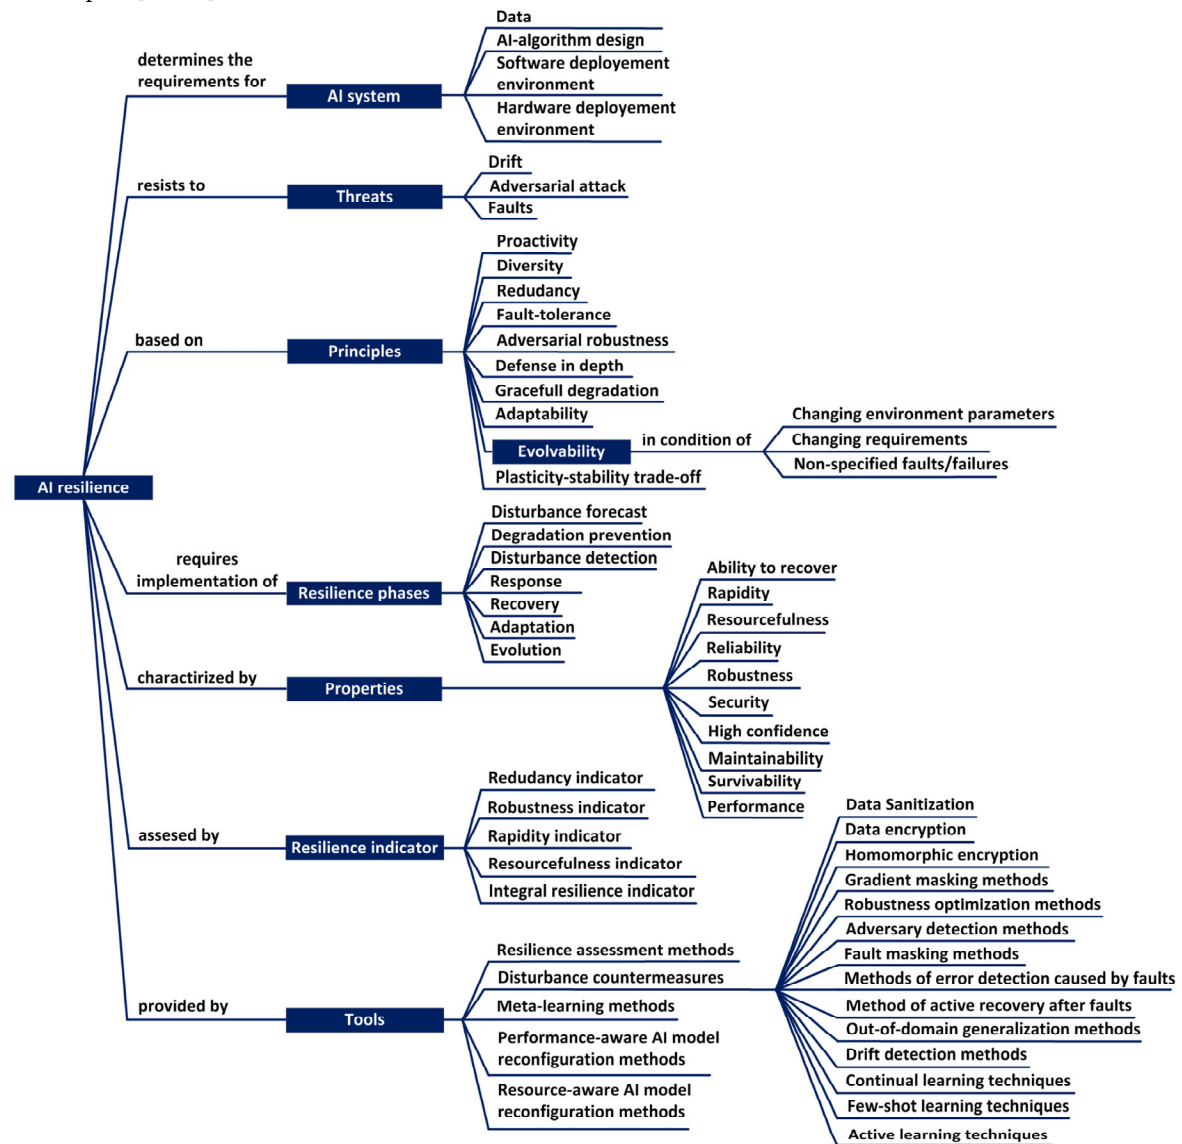 Data
AI-algorithm design
Software deployement
environment
Hardware deployement
environment
determines the
requirements for
AI system
Drift
Adversarial attack
Faults
resists to
Threats
Proactivity
Diversity
Redudancy
Fault-tolerance
Adversarial robustness
Defense in depth
Gracefull degradation
Adaptability
Evolvability
Plasticity-stability trade-off
based on
Principles
in condition of
Changing environment parameters
Changing requirements
Non-specified faults/failures
AI resilience
requires
implementation of
Resilience phases
Disturbance forecast
Degradation prevention
Disturbance detection
Response
Recovery
Adaptation
Evolution
charactirized by
Properties
Ability to recover
Rapidity
Resourcefulness
Reliability
Robustness
Security
High confidence
Maintainability
Survivability
Performance
assesed by
Resilience indicator
Redudancy indicator
Robustness indicator
Rapidity indicator
Resourcefulness indicator
Integral resilience indicator
provided by
Tools
Resilience assessment methods
Disturbance countermeasures
Meta-learning methods
Performance-aware AI model
reconfiguration methods
Resource-aware AI model
reconfiguration methods
Data Sanitization
Data encryption
Homomorphic encryption
Gradient masking methods
Robustness optimization methods
Adversary detection methods
Fault masking methods
Methods of error detection caused by faults
Method of active recovery after faults
Out-of-domain generalization methods
Drift detection methods
Continual learning techniques
Few-shot learning techniques
Active learning techniques